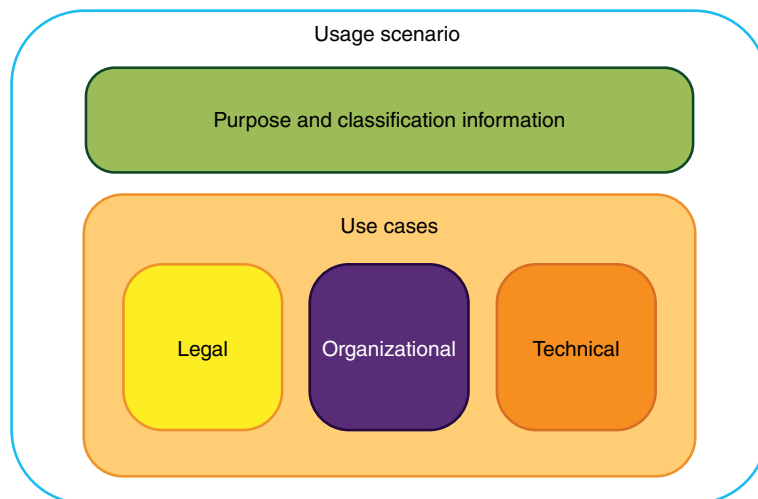 Usage scenario
Purpose and classification information
Use cases
Legal
Organizational
Technical